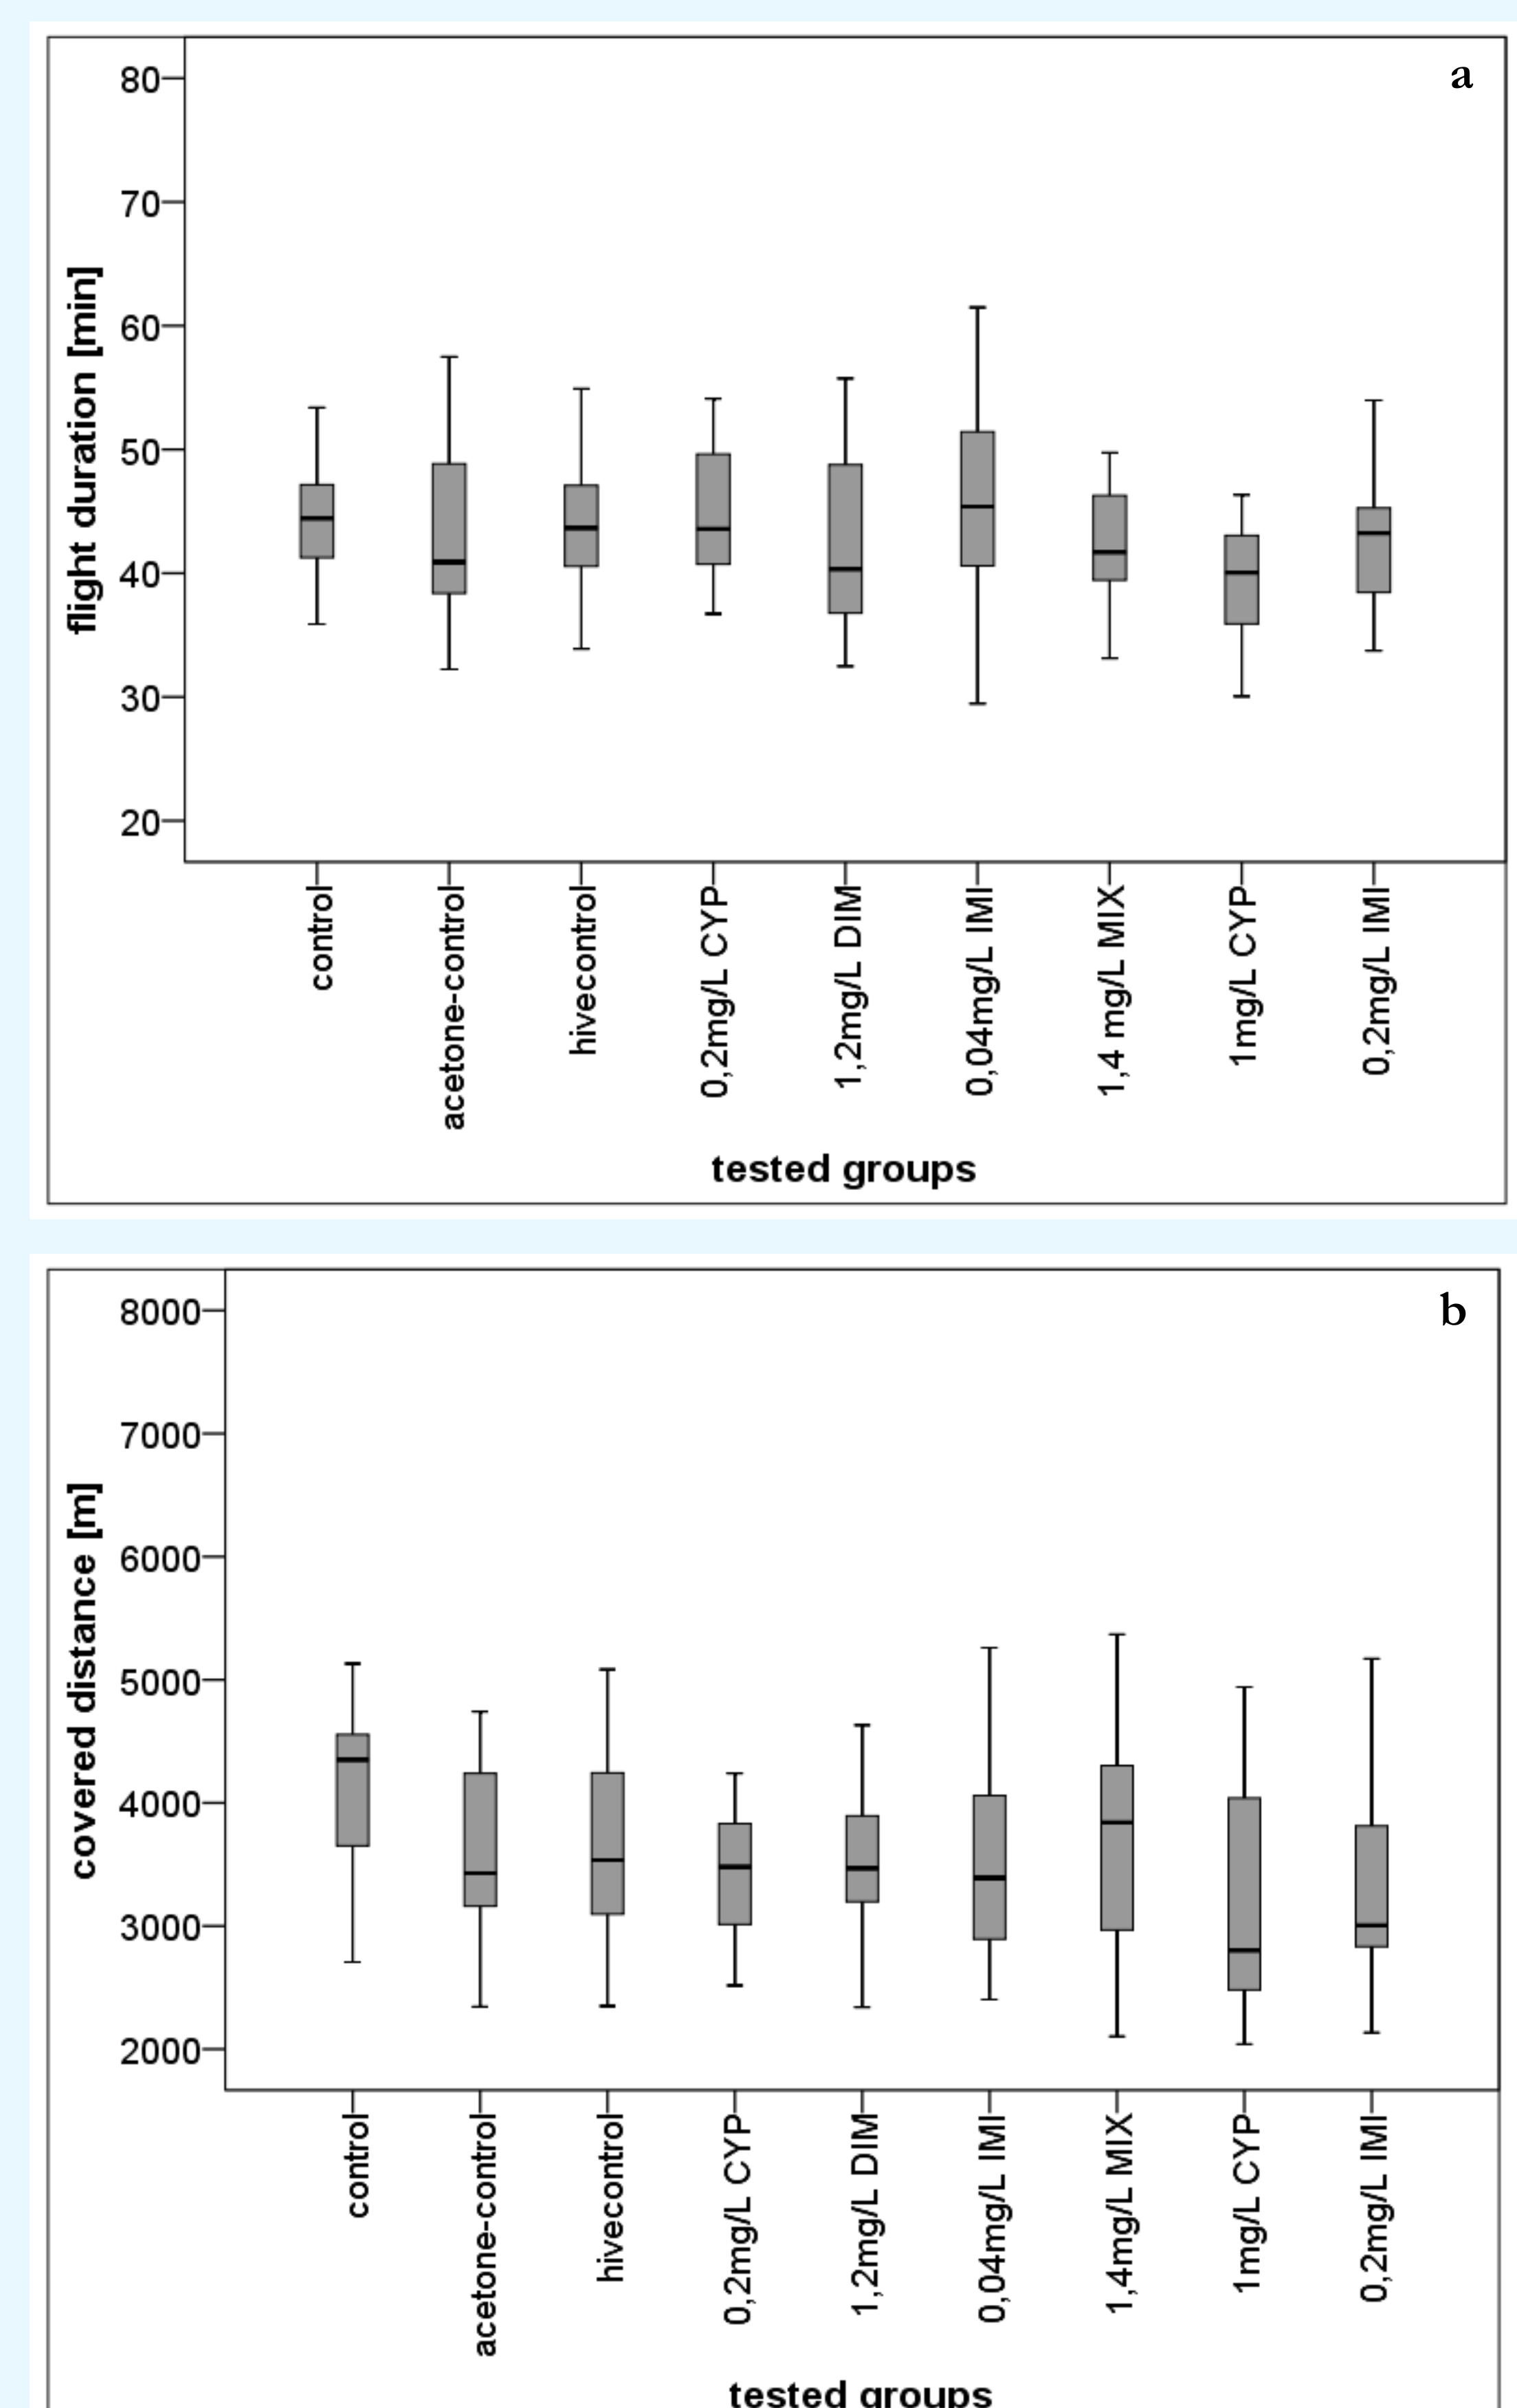 a
80
70
60
50
40
30
20
flight duration [min]
control
acetone-control
hivecontrol
0,2mg/L CYP
1,2mg/L DIM
0,04mg/L IMI
1,4 mg/L MIX
1mg/L CYP
0,2mg/L IMI
tested groups
b
8000
7000
6000
5000
4000
3000
2000
covered distance [m]
control
acetone-control
hivecontrol
0,2mg/L CYP
1,2mg/L DIM
0,04mg/L IMI
1,4mg/L MIX
1mg/L CYP
0,2mg/L IMI
tested groups